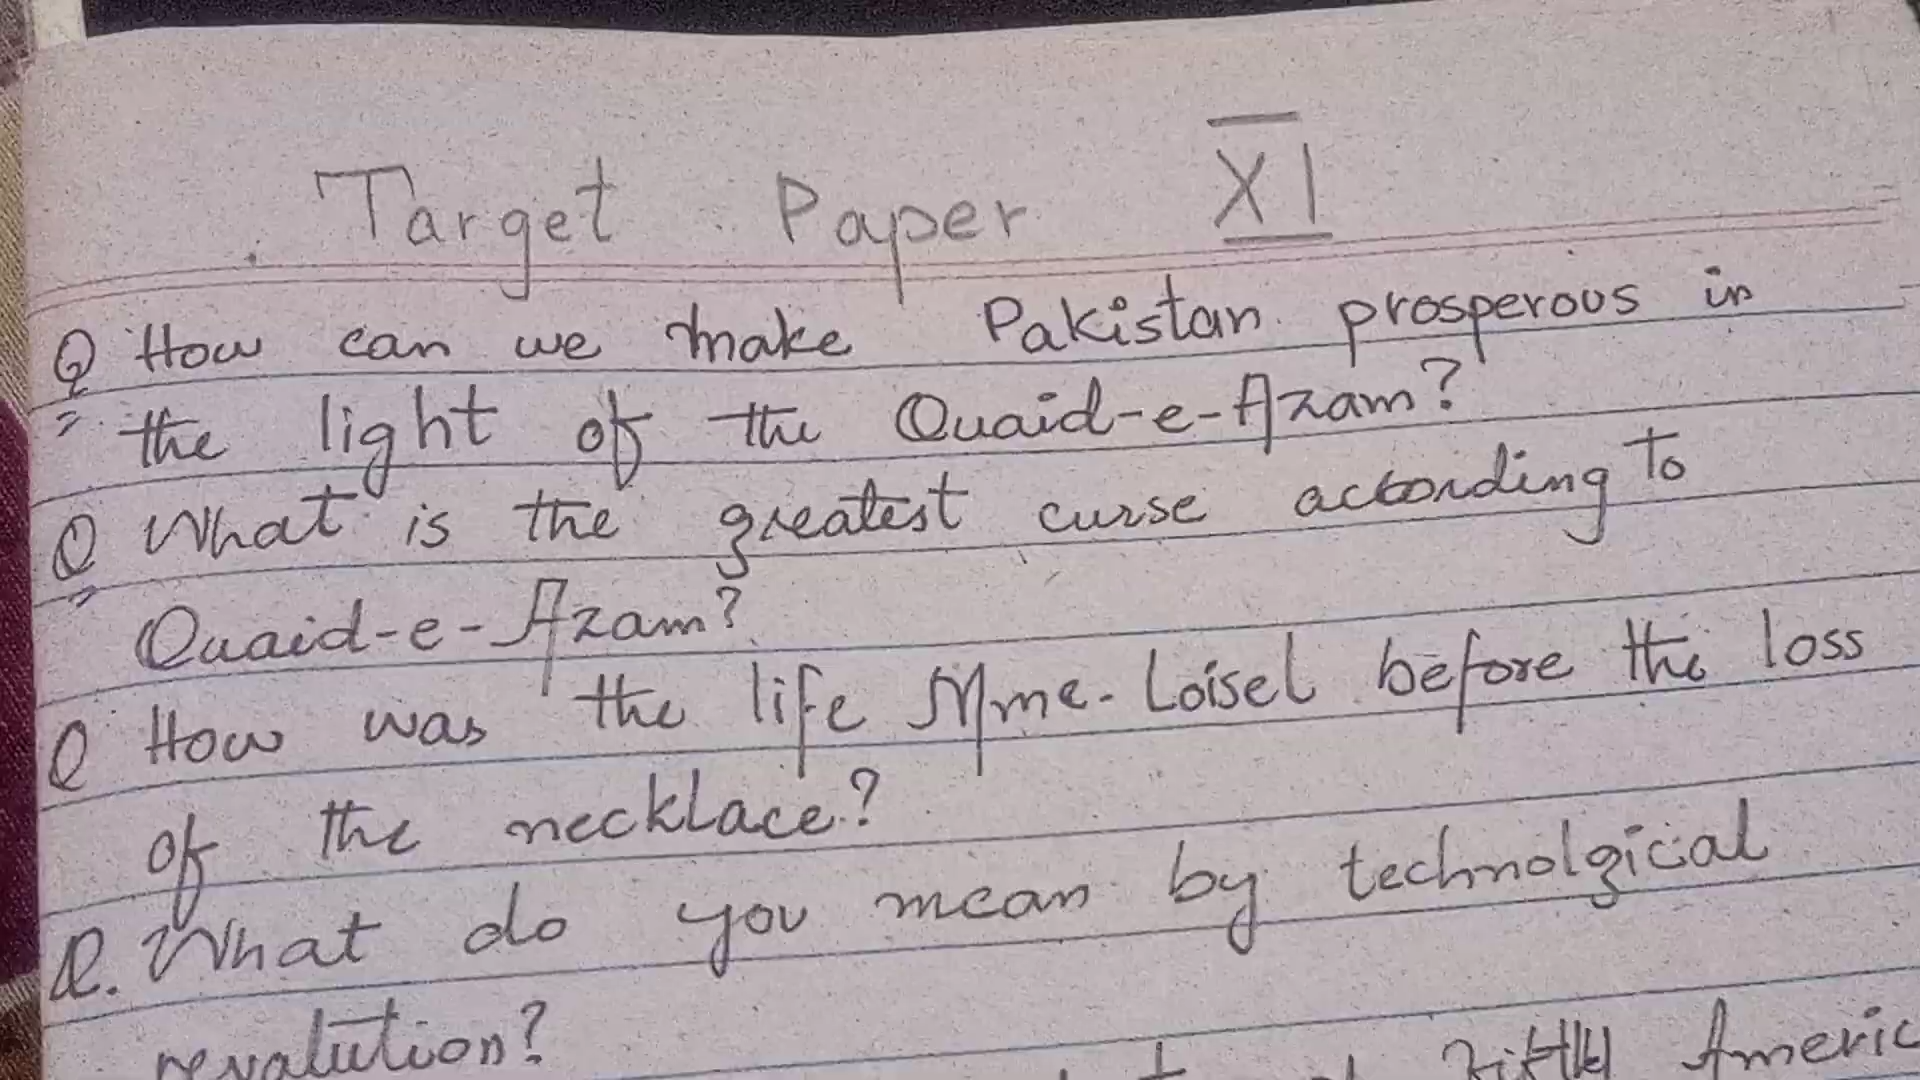 Target Paper XI
Q How can we make Pakistan prosperous in
the light of the Quaid-e-Azam?
Q What is the greatest curse according to
Quaid-e-Azam?
Q How was the life Mme. Loisel before the loss
of the necklace?
Q. What do you mean by technolgical
revalution?
Americ